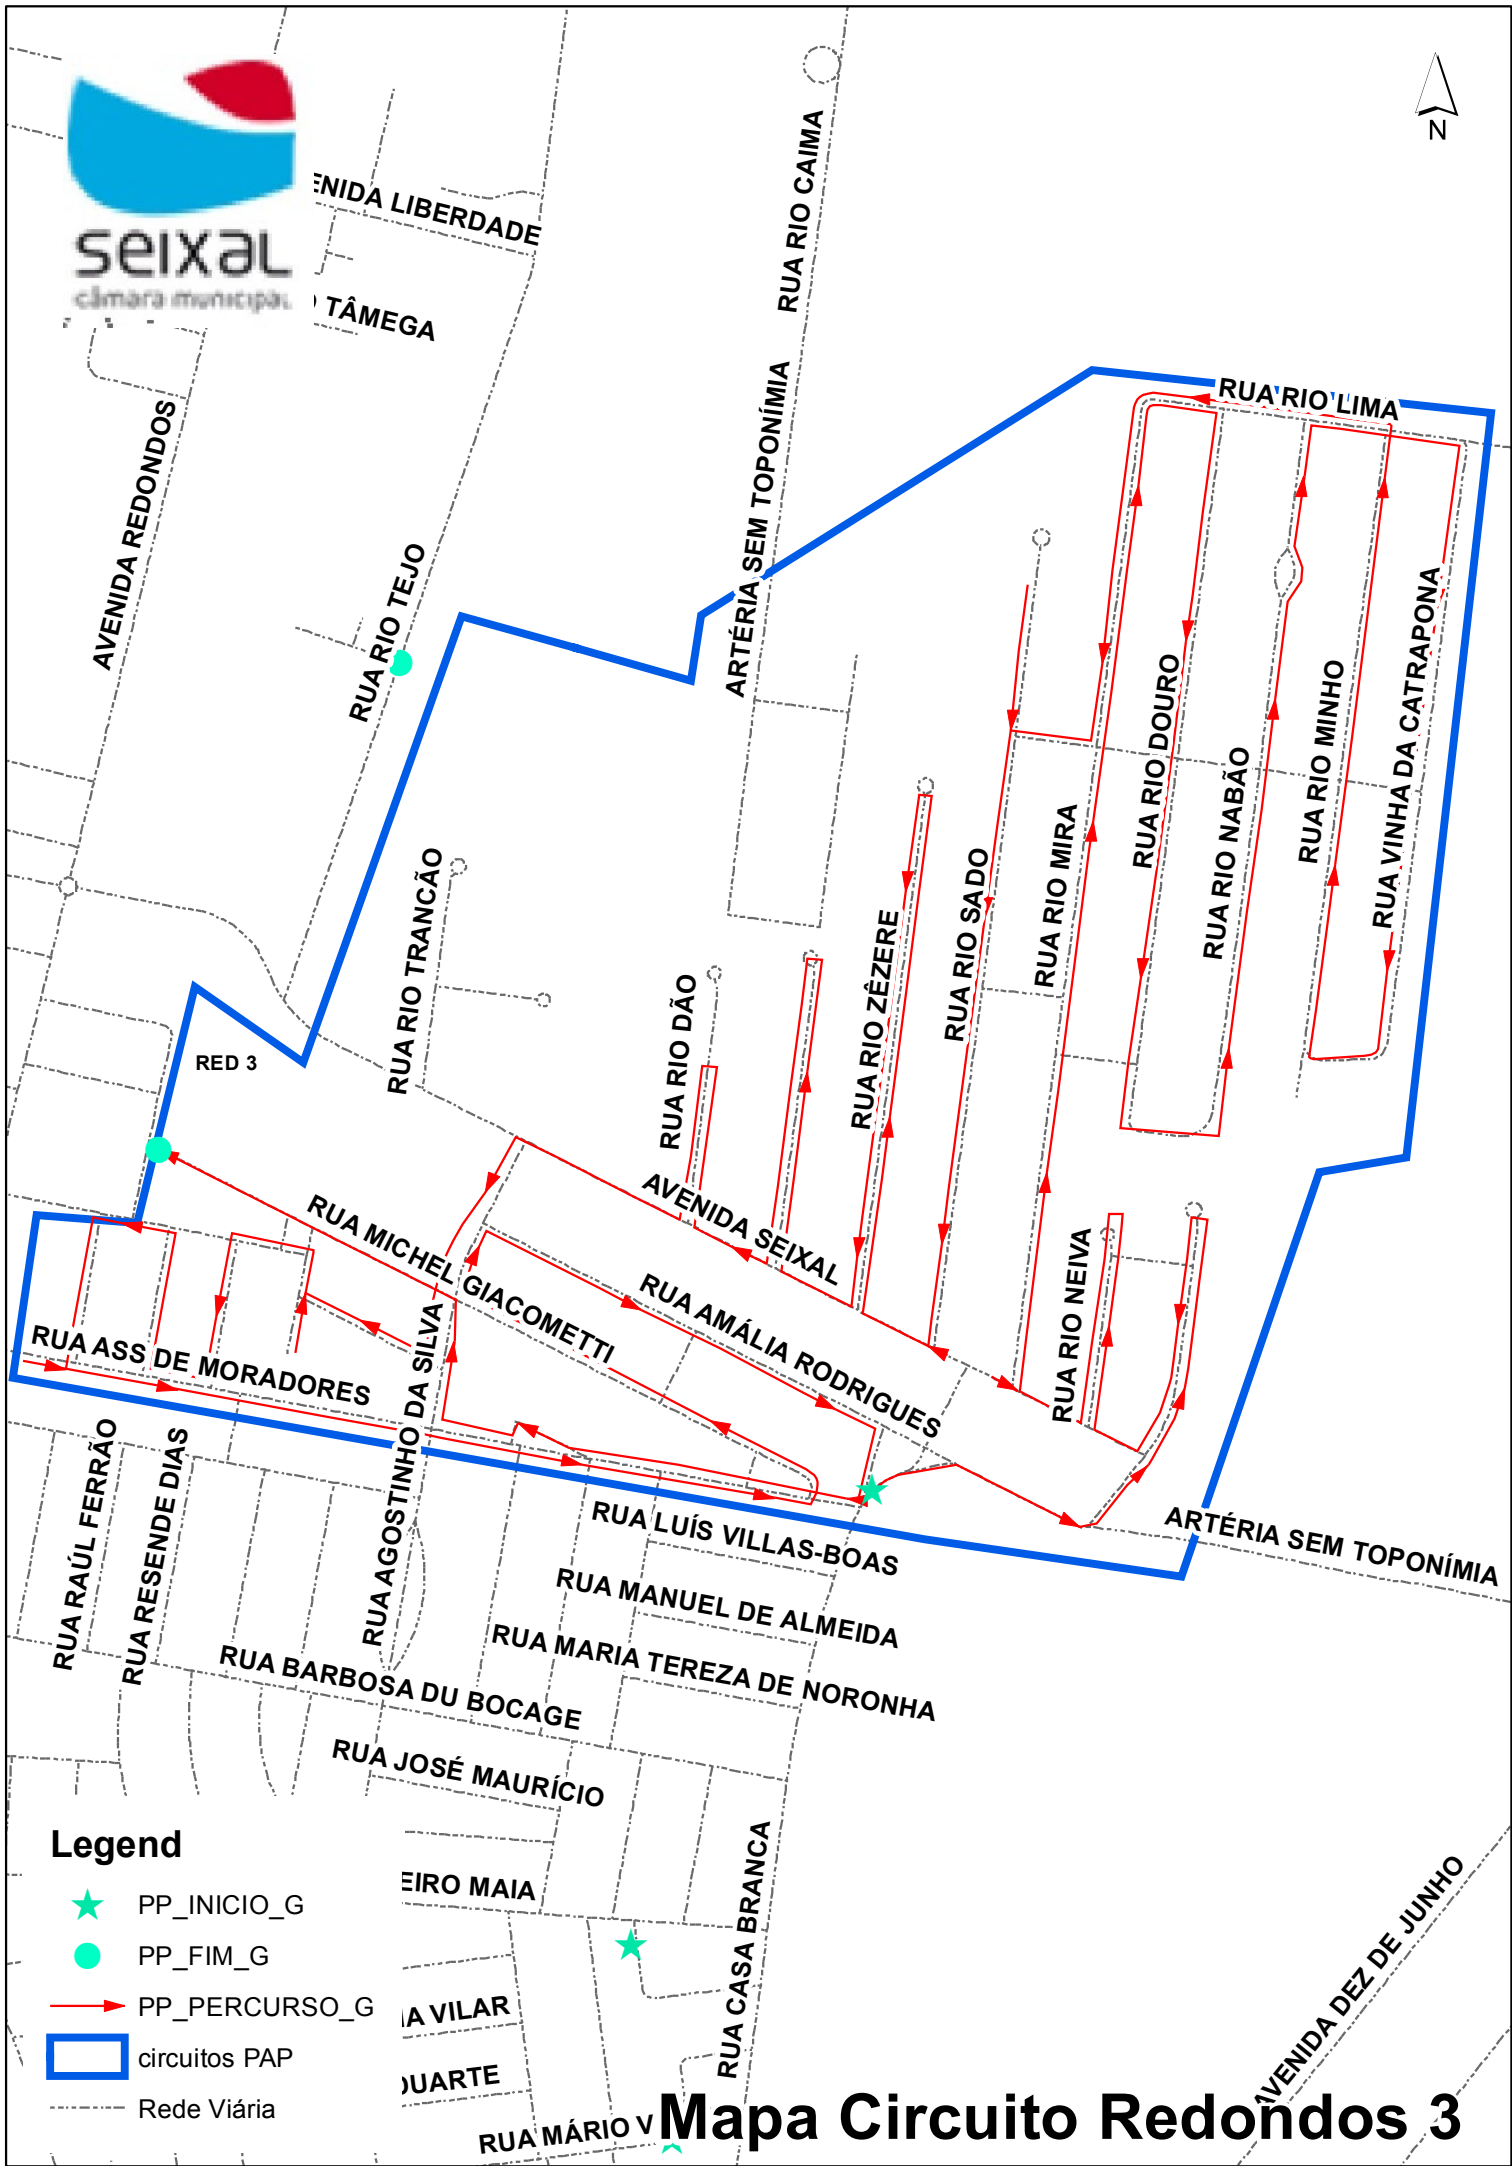 N
seixal
câmara municipal
ENIDA LIBERDADE
TÂMEGA
RUA RIO CAIMA
ARTÉRIA SEM TOPONÍMIA
AVENIDA REDONDOS
RUA RIO TEJO
RUA RIO LIMA
RUA RIO TRANCÃO
RUA RIO DÃO
RUA RIO ZÊZERE
RUA RIO SADO
RUA RIO MIRA
RUA RIO DOURO
RUA RIO NABÃO
RUA RIO MINHO
RUA VINHA DA CATRAPONA
RED 3
AVENIDA SEIXAL
RUA MICHEL GIACOMETTI
RUA AMÁLIA RODRIGUES
RUA RIO NEIVA
RUA ASS DE MORADORES
RUA AGOSTINHO DA SILVA
RUA RAÚL FERRÃO
RUA RESENDE DIAS
RUA LUÍS VILLAS-BOAS
ARTÉRIA SEM TOPONÍMIA
RUA MANUEL DE ALMEIDA
RUA MARIA TEREZA DE NORONHA
RUA BARBOSA DU BOCAGE
RUA JOSÉ MAURÍCIO
EIRO MAIA
RUA CASA BRANCA
AVENIDA DEZ DE JUNHO
IA VILAR
DUARTE
RUA MÁRIO V
Legend
PP_INICIO_G
PP_FIM_G
PP_PERCURSO_G
circuitos PAP
Rede Viária
Mapa Circuito Redondos 3